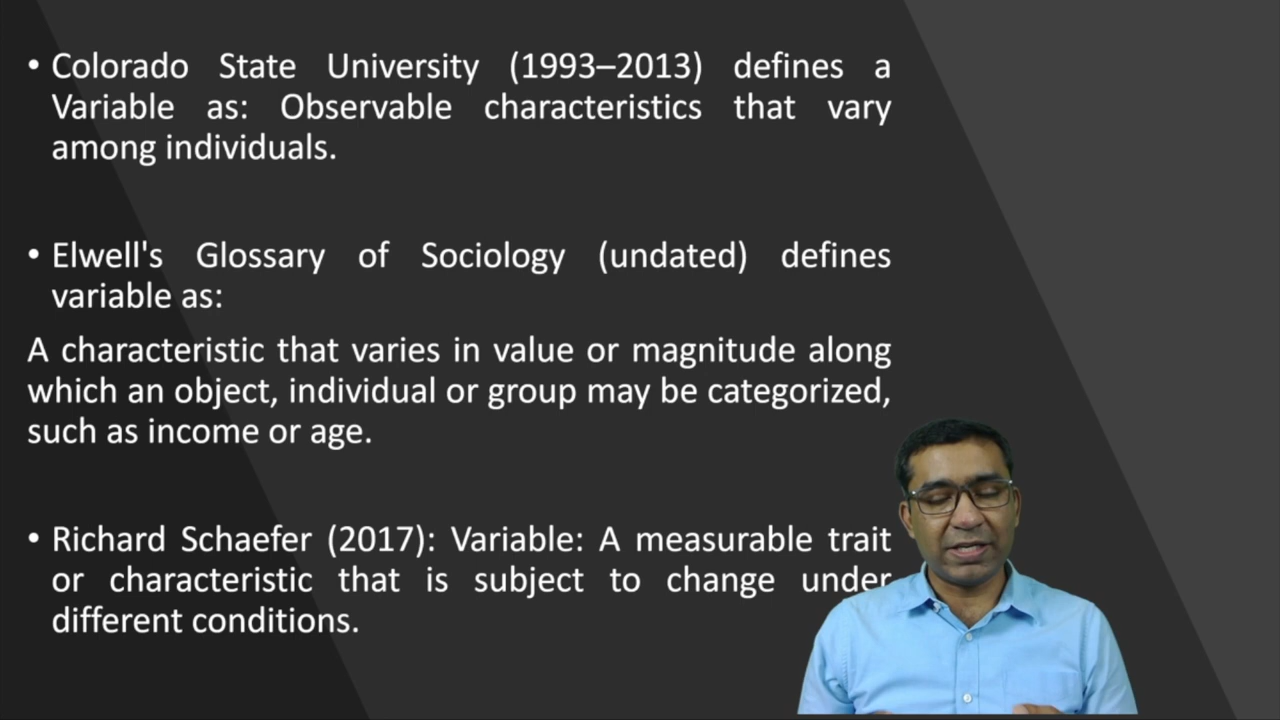 • Colorado State University (1993–2013) defines a
Variable as: Observable characteristics that vary
among individuals.
• Elwell's Glossary of Sociology (undated) defines
variable as:
A characteristic that varies in value or magnitude along
which an object, individual or group may be categorized,
such as income or age.
• Richard Schaefer (2017): Variable: A measurable trait
or characteristic that is subject to change under
different conditions.